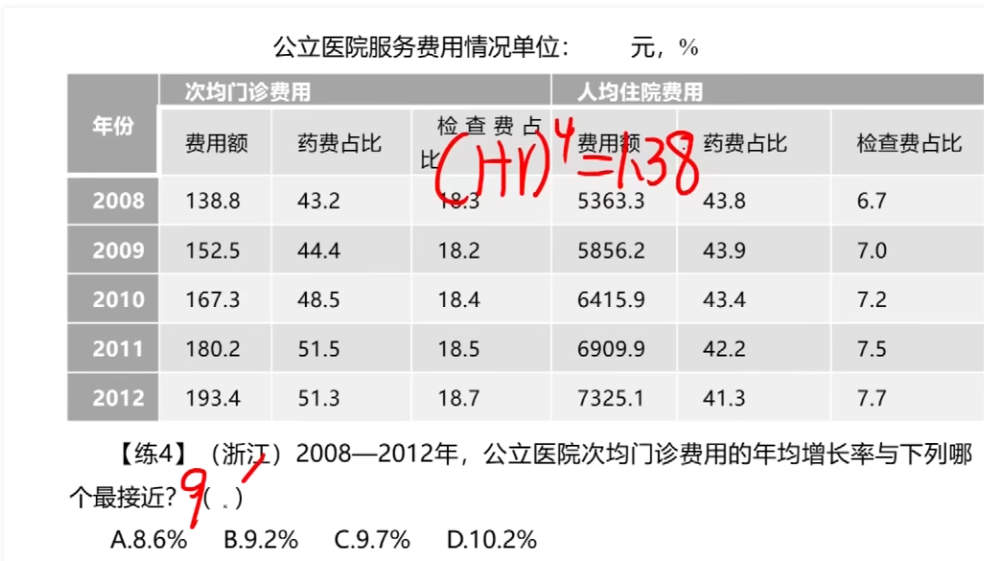 公立医院服务费用情况单位： 元，%
年份 次均门诊费用 人均住院费用
费用额 药费占比 检查费占比 费用额 药费占比 检查费占比
(1+r)⁴=1.38
2008 138.8 43.2 18.3 5363.3 43.8 6.7
2009 152.5 44.4 18.2 5856.2 43.9 7.0
2010 167.3 48.5 18.4 6415.9 43.4 7.2
2011 180.2 51.5 18.5 6909.9 42.2 7.5
2012 193.4 51.3 18.7 7325.1 41.3 7.7
【练4】（浙江）2008—2012年，公立医院次均门诊费用的年均增长率与下列哪
个最接近？（ ）
9
A.8.6% B.9.2% C.9.7% D.10.2%